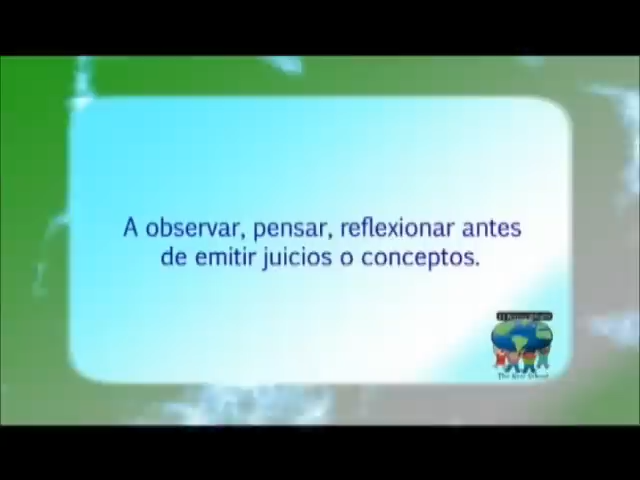 A observar, pensar, reflexionar antes
de emitir juicios o conceptos.